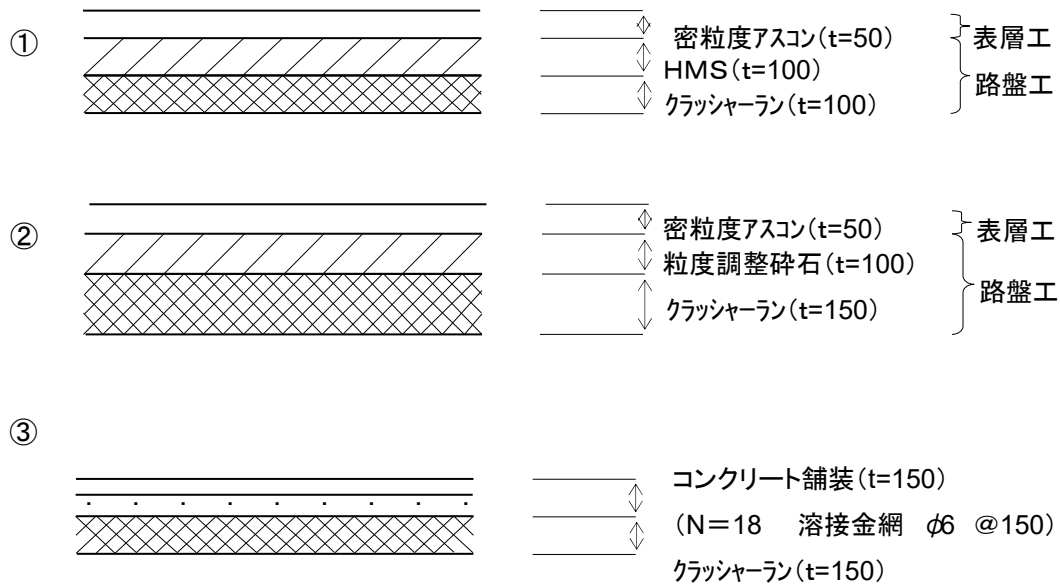 ①
密粒度アスコン（t=50） 表層工
HMS（t=100） 路盤工
クラッシャーラン（t=100）
②
密粒度アスコン（t=50） 表層工
粒度調整砕石（t=100）
クラッシャーラン（t=150） 路盤工
③
コンクリート舗装（t=150）
（N＝18 溶接金網 φ6 @150）
クラッシャーラン（t=150）